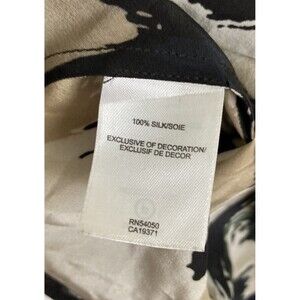 100% SILK/SOIE
EXCLUSIVE OF DECORATION/
EXCLUSIF DE DECOR
RN54050
CA19371